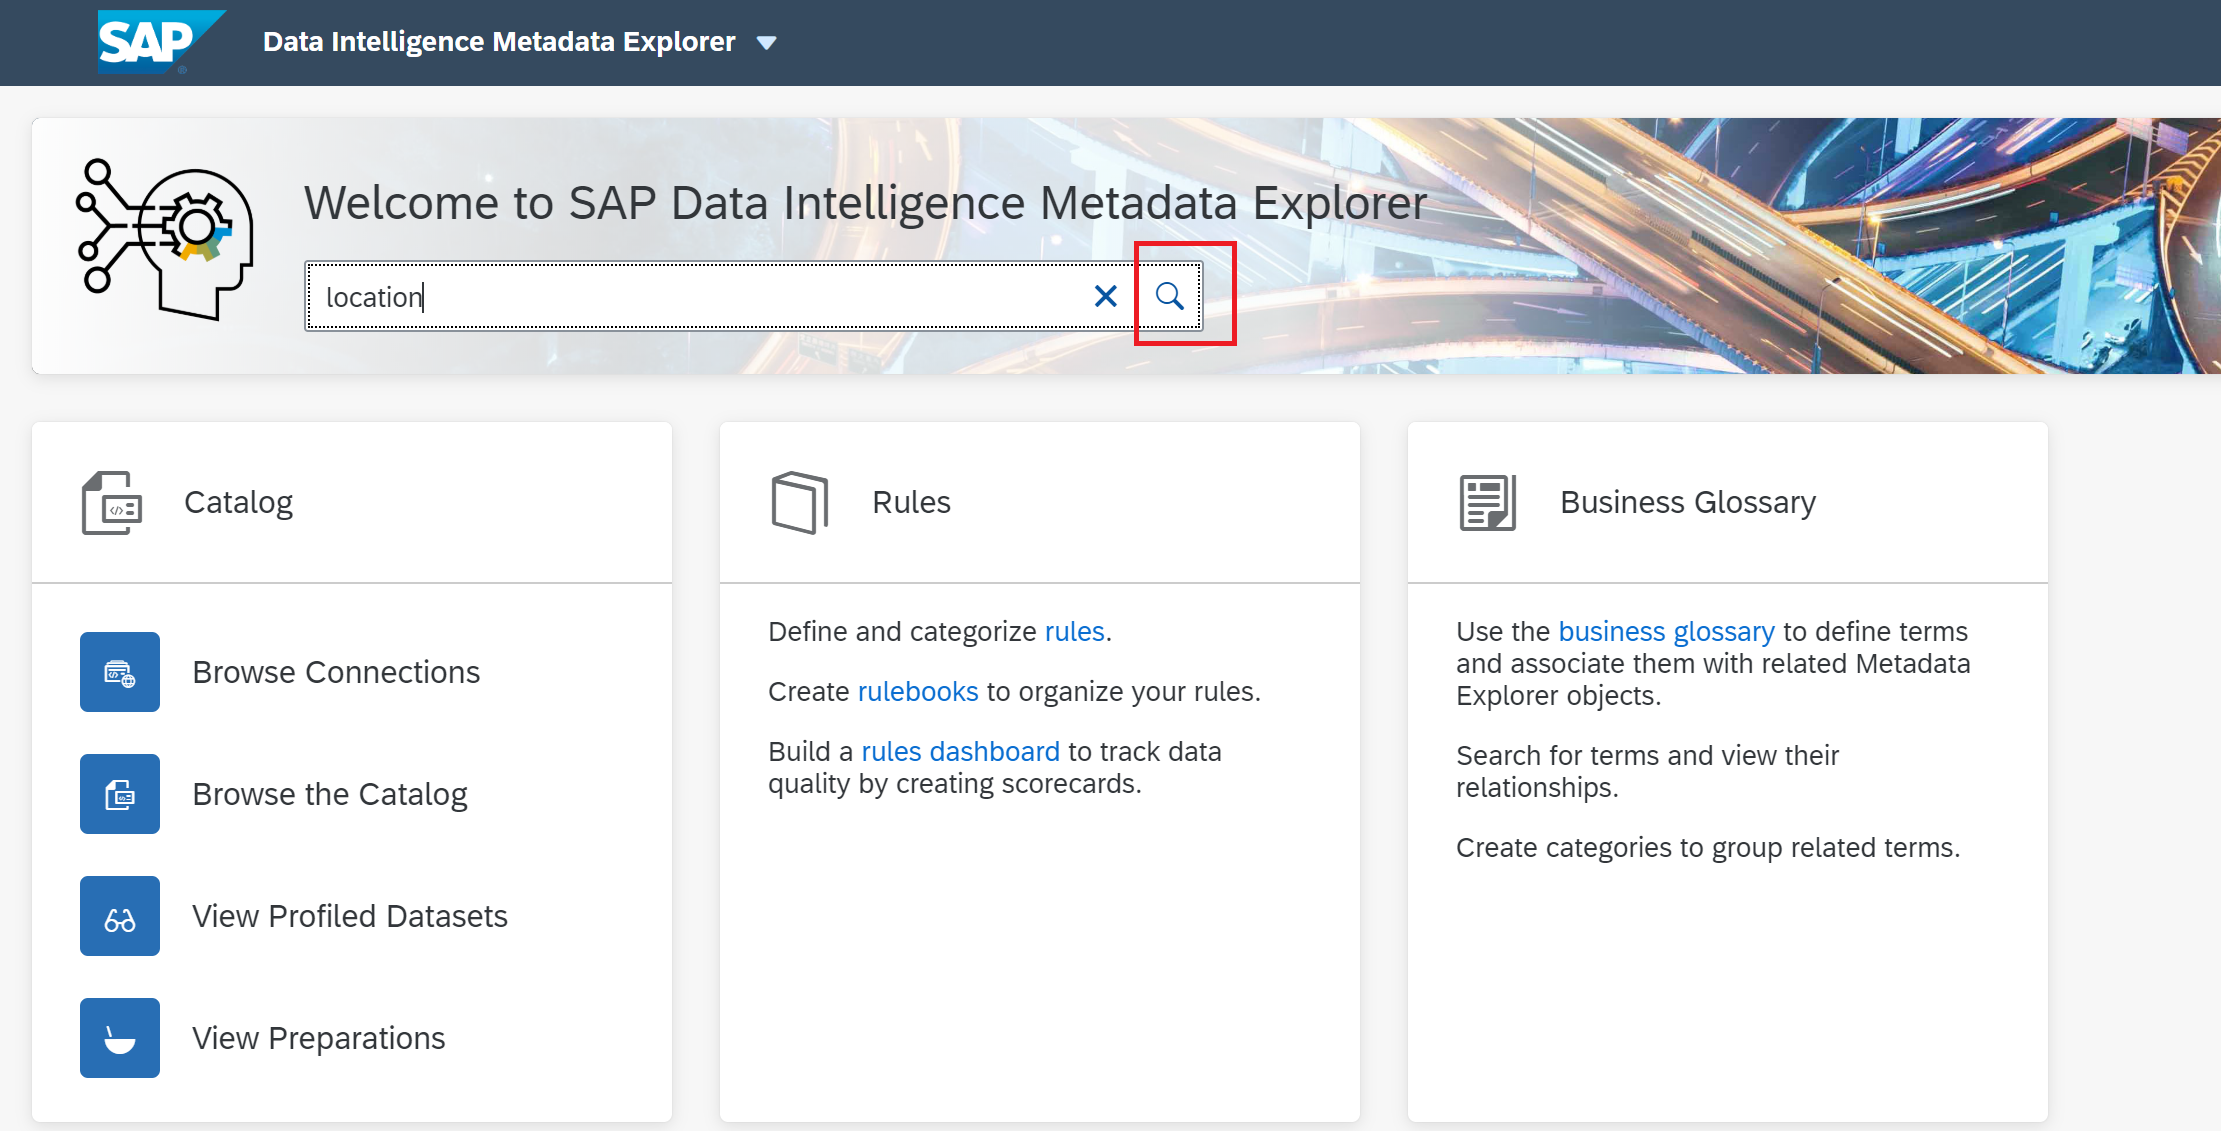 SAP
Data Intelligence Metadata Explorer
Welcome to SAP Data Intelligence Metadata Explorer
location
Catalog
Browse Connections
Browse the Catalog
View Profiled Datasets
View Preparations
Rules
Define and categorize rules.
Create rulebooks to organize your rules.
Build a rules dashboard to track data
quality by creating scorecards.
Business Glossary
Use the business glossary to define terms
and associate them with related Metadata
Explorer objects.
Search for terms and view their
relationships.
Create categories to group related terms.